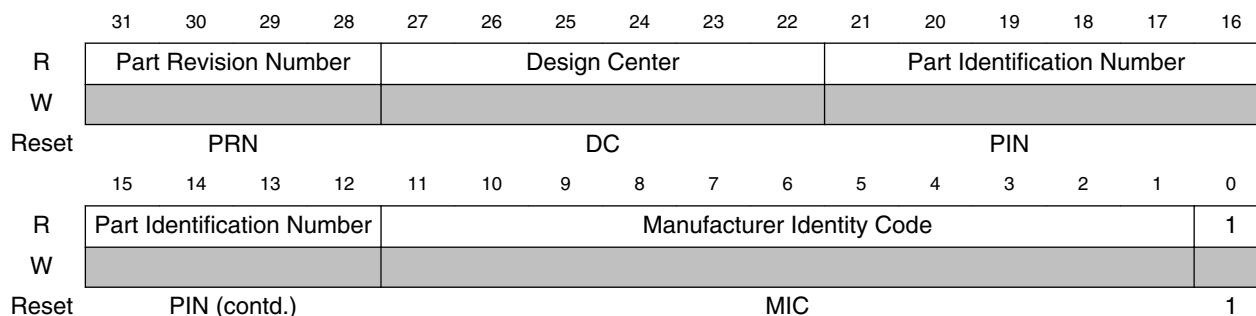 31 30 29 28 27 26 25 24 23 22 21 20 19 18 17 16
R Part Revision Number Design Center Part Identification Number
W
Reset PRN DC PIN
15 14 13 12 11 10 9 8 7 6 5 4 3 2 1 0
R Part Identification Number Manufacturer Identity Code 1
W
Reset PIN (contd.) MIC 1